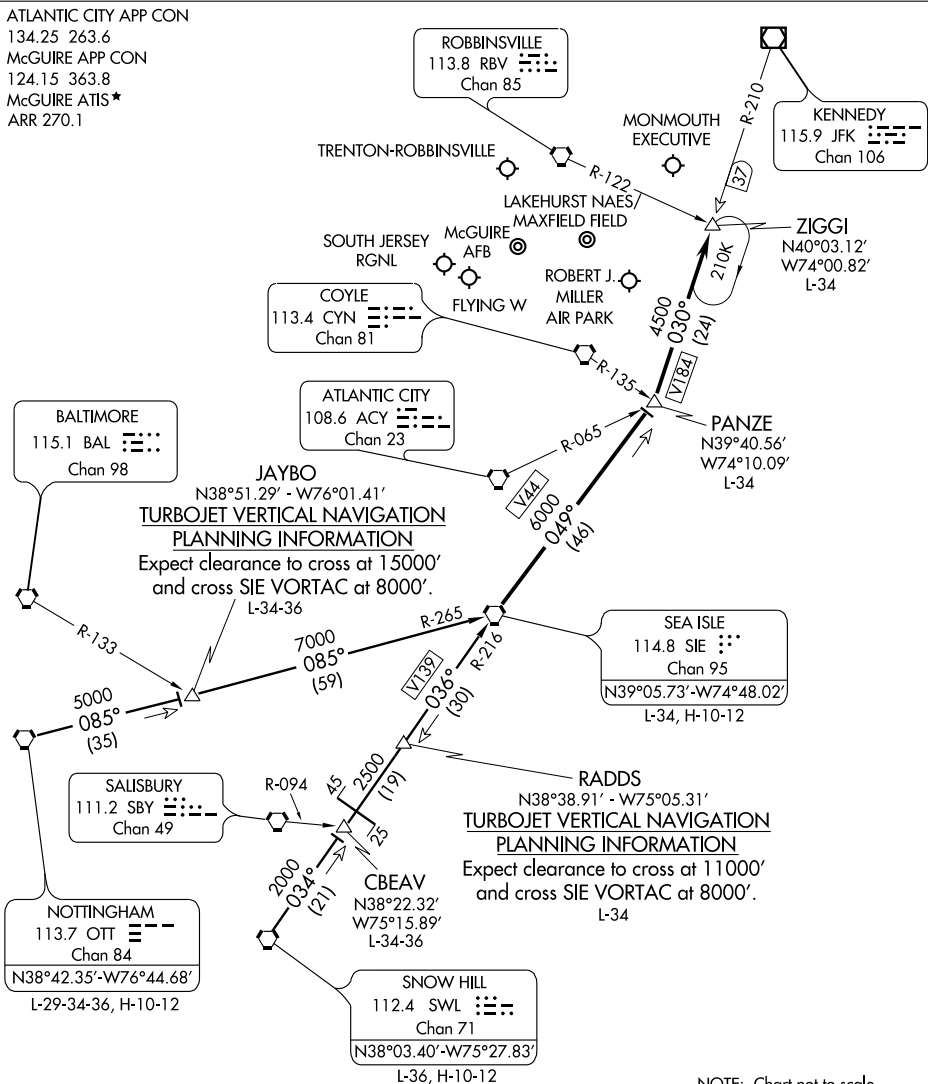 ATLANTIC CITY APP CON
134.25 263.6
McGUIRE APP CON
124.15 363.8
McGUIRE ATIS★
ARR 270.1
ROBBINSVILLE
113.8 RBV
Chan 85
R-210
KENNEDY
115.9 JFK
Chan 106
MONMOUTH
EXECUTIVE
TRENTON-ROBBINSVILLE
R-122
37
LAKEHURST NAES
MAXFIELD FIELD
ZIGGI
N40°03.12'
W74°00.82'
L-34
210K
SOUTH JERSEY
RGNL
McGUIRE
AFB
FLYING W
ROBERT J.
MILLER
AIR PARK
COYLE
113.4 CYN
Chan 81
4500
030°
(24)
V184
R-135
ATLANTIC CITY
108.6 ACY
Chan 23
R-065
PANZE
N39°40.56'
W74°10.09'
L-34
BALTIMORE
115.1 BAL
Chan 98
JAYBO
N38°51.29' - W76°01.41'
TURBOJET VERTICAL NAVIGATION
PLANNING INFORMATION
Expect clearance to cross at 15000'
and cross SIE VORTAC at 8000'.
L-34-36
V44
6000
049°
(46)
R-133
R-265
7000
085°
(59)
R-216
SEA ISLE
114.8 SIE
Chan 95
N39°05.73'-W74°48.02'
L-34, H-10-12
5000
085°
(35)
V139
036°
(30)
SALISBURY
111.2 SBY
Chan 49
R-094
45
2500
(19)
25
RADDS
N38°38.91' - W75°05.31'
TURBOJET VERTICAL NAVIGATION
PLANNING INFORMATION
Expect clearance to cross at 11000'
and cross SIE VORTAC at 8000'.
L-34
2000
034°
(21)
CBEAV
N38°22.32'
W75°15.89'
L-34-36
NOTTINGHAM
113.7 OTT
Chan 84
N38°42.35'-W76°44.68'
L-29-34-36, H-10-12
SNOW HILL
112.4 SWL
Chan 71
N38°03.40'-W75°27.83'
L-36, H-10-12
NOTE: Chart not to scale